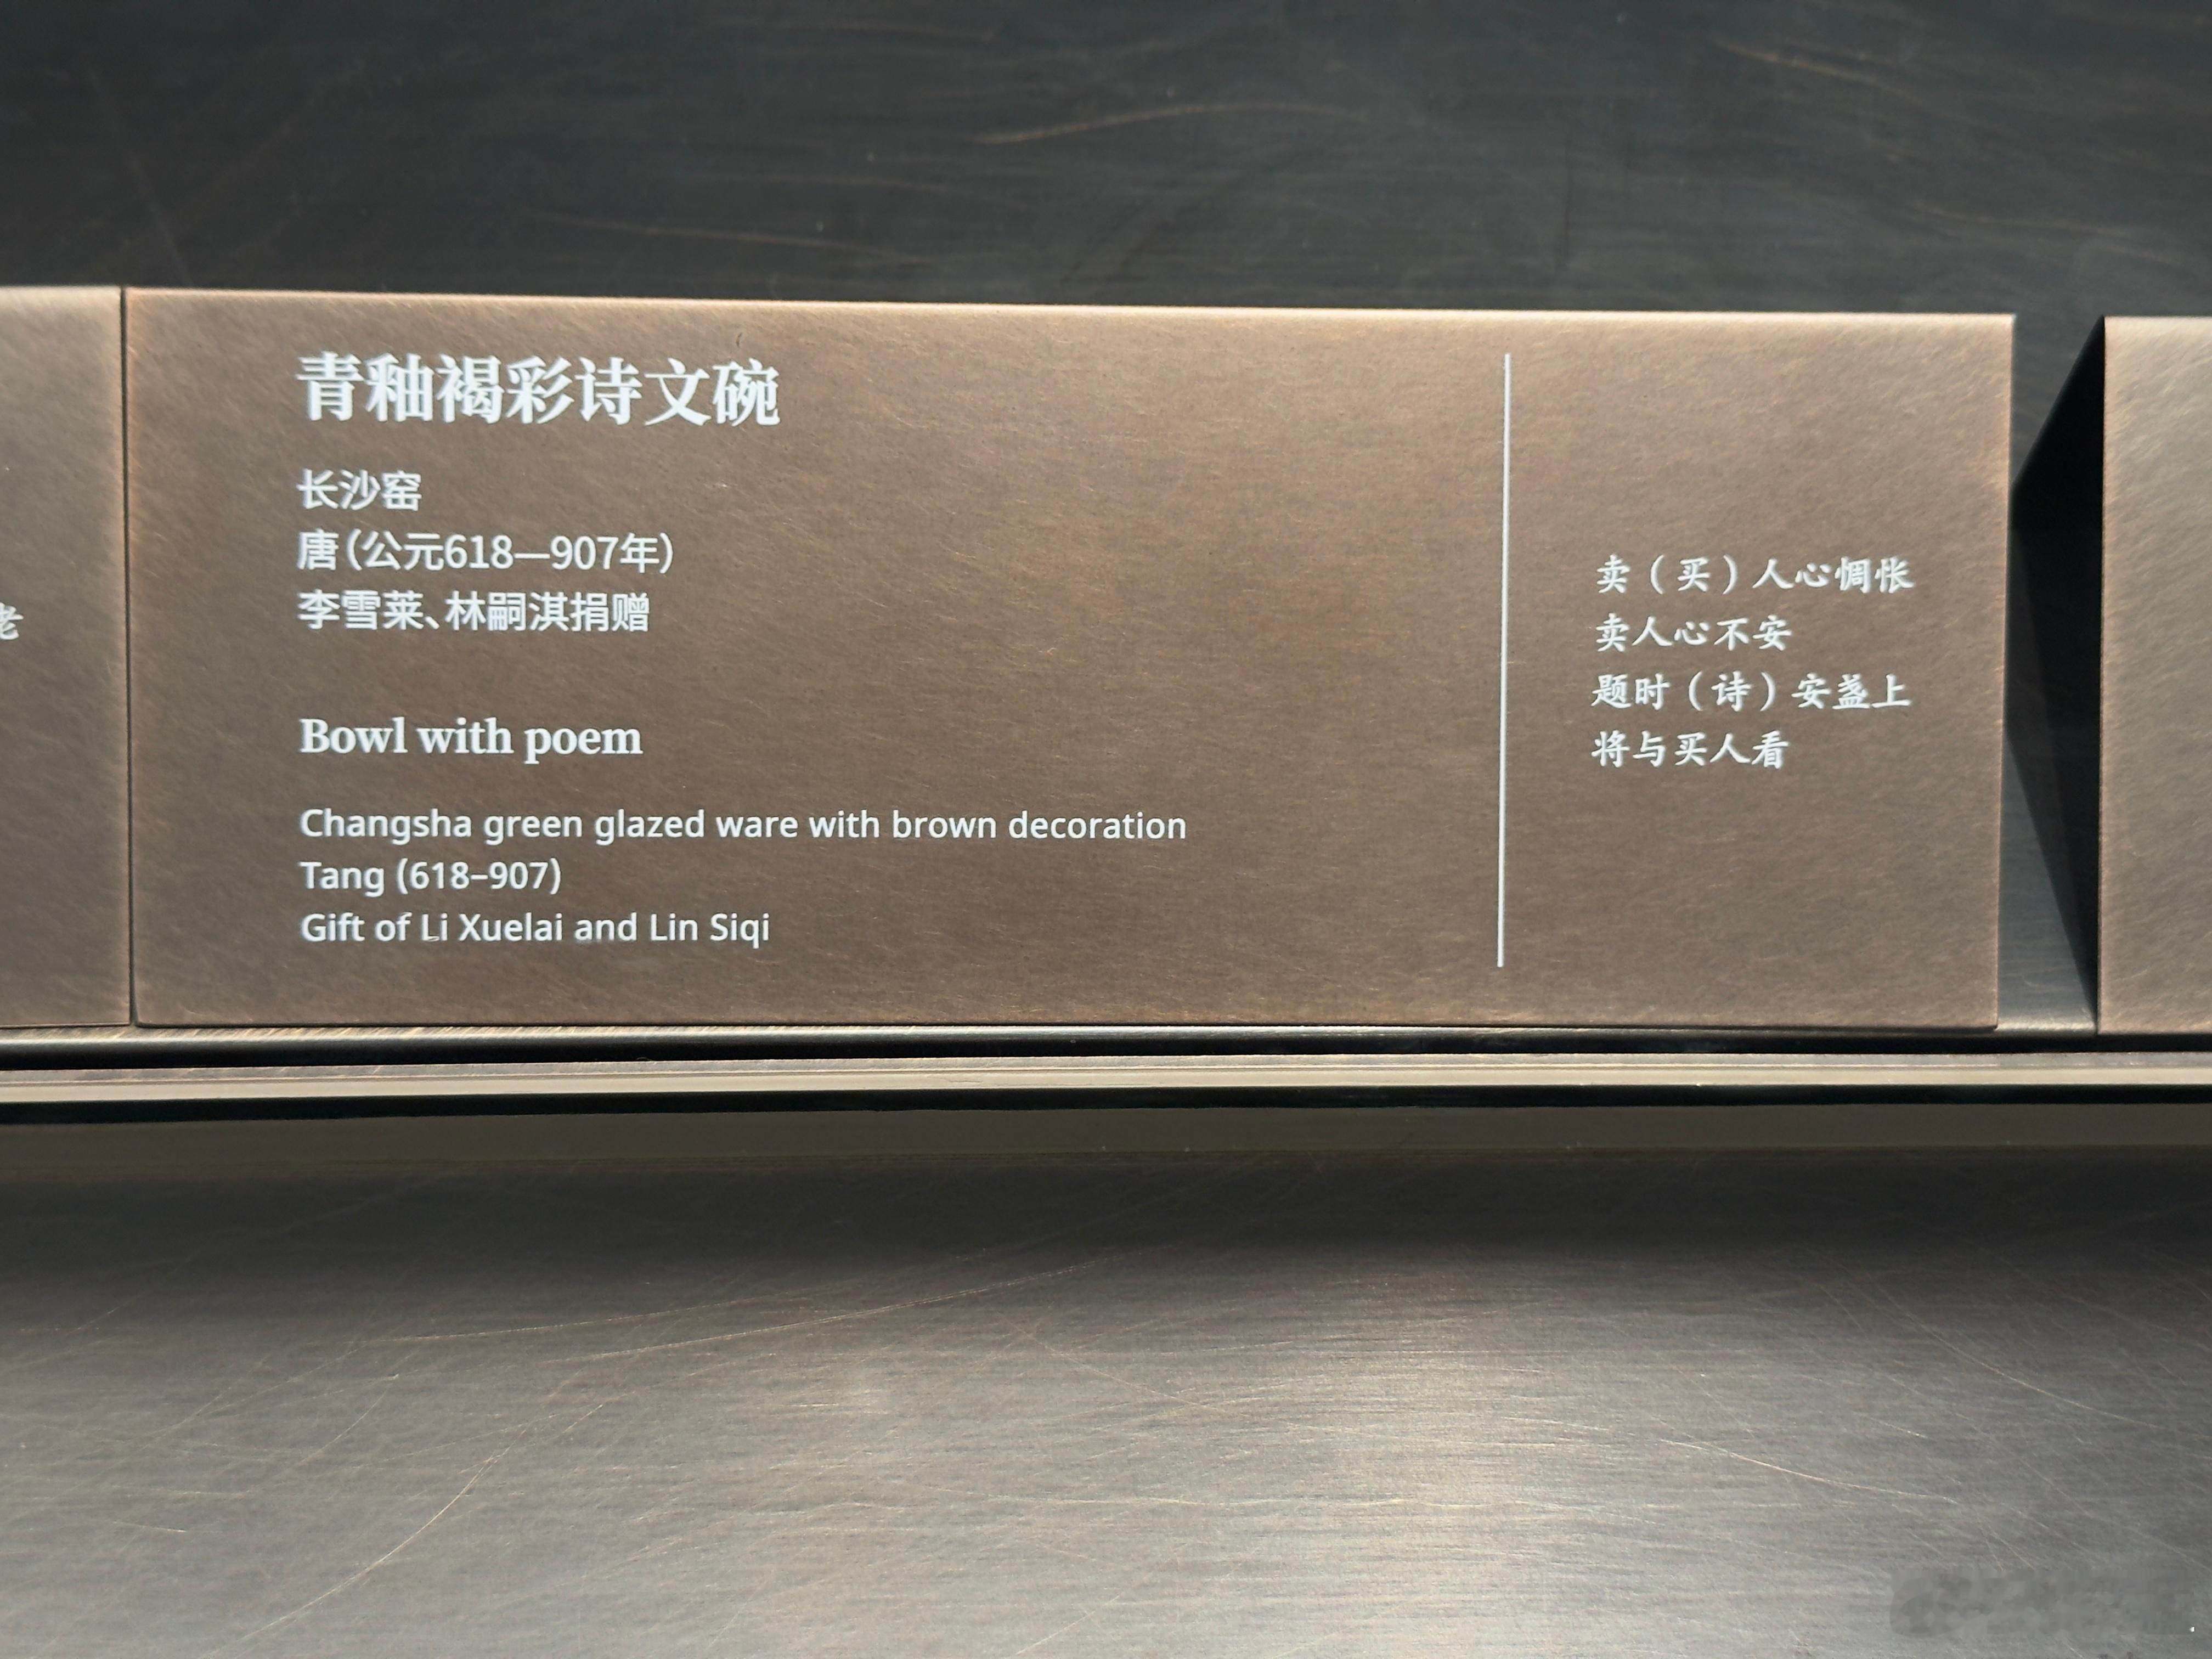 老
青釉褐彩诗文碗
长沙窑
唐（公元618—907年）
李雪莱、林嗣淇捐赠
Bowl with poem
Changsha green glazed ware with brown decoration
Tang (618–907)
Gift of Li Xuelai and Lin Siqi
卖（买）人心惆怅
卖人心不安
题时（诗）安盏上
将与买人看